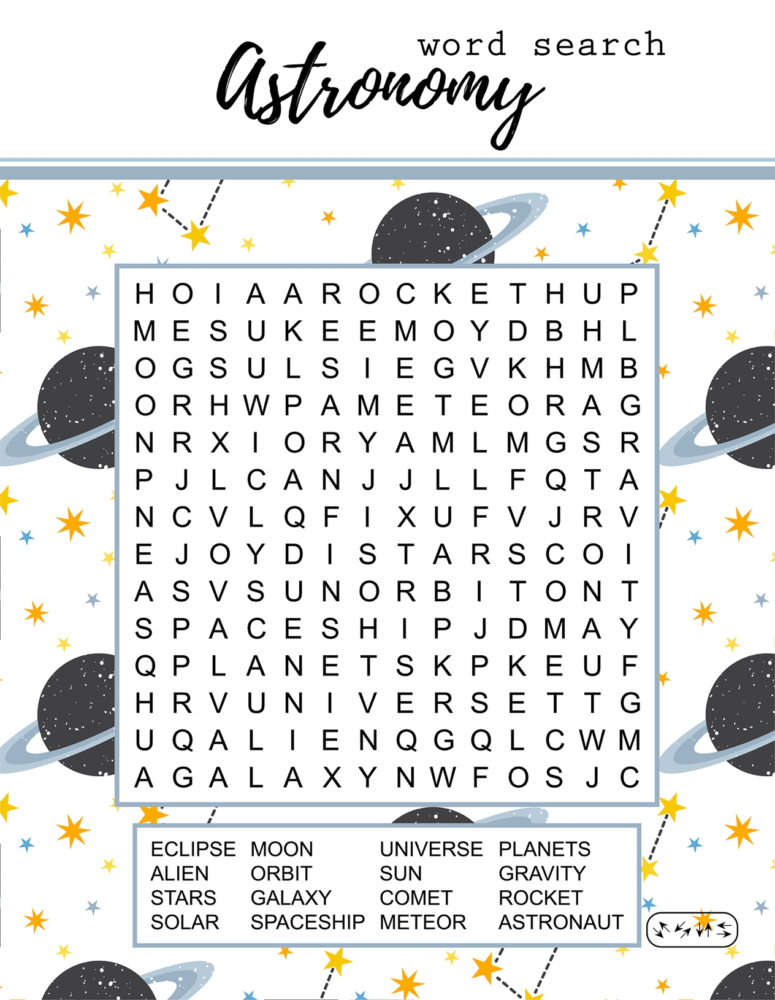 word search
Astronomy
H O I A A R O C K E T H U P
M E S U K E E M O Y D B H L
O G S U L S I E G V K H M B
O R H W P A M E T E O R A G
N R X I O R Y A M L M G S R
P J L C A N J J L L F Q T A
N C V L Q F I X U F V J R V
E J O Y D I S T A R S C O I
A S V S U N O R B I T O N T
S P A C E S H I P J D M A Y
Q P L A N E T S K P K E U F
H R V U N I V E R S E T T G
U Q A L I E N Q G Q L C W M
A G A L A X Y N W F O S J C
ECLIPSE MOON UNIVERSE PLANETS
ALIEN ORBIT SUN GRAVITY
STARS GALAXY COMET ROCKET
SOLAR SPACESHIP METEOR ASTRONAUT